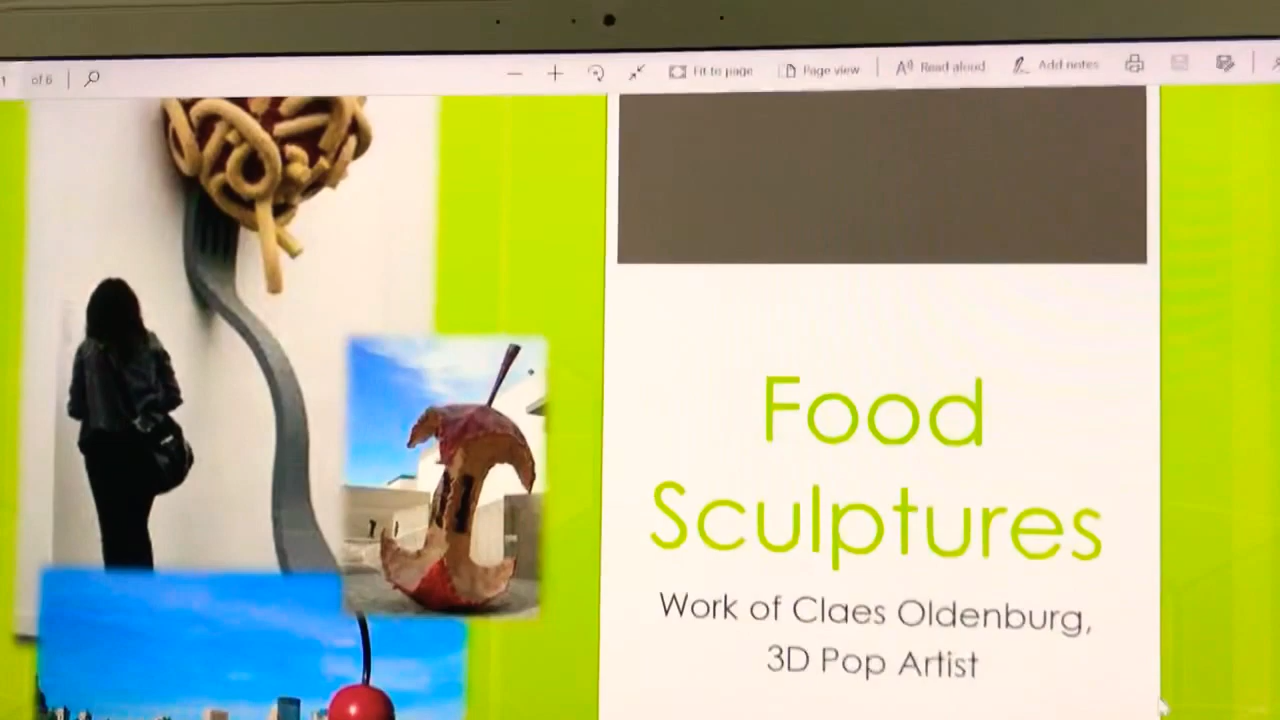 1 of 6
Fit to page
Page view
Read aloud
Add notes
Food
Sculptures
Work of Claes Oldenburg,
3D Pop Artist